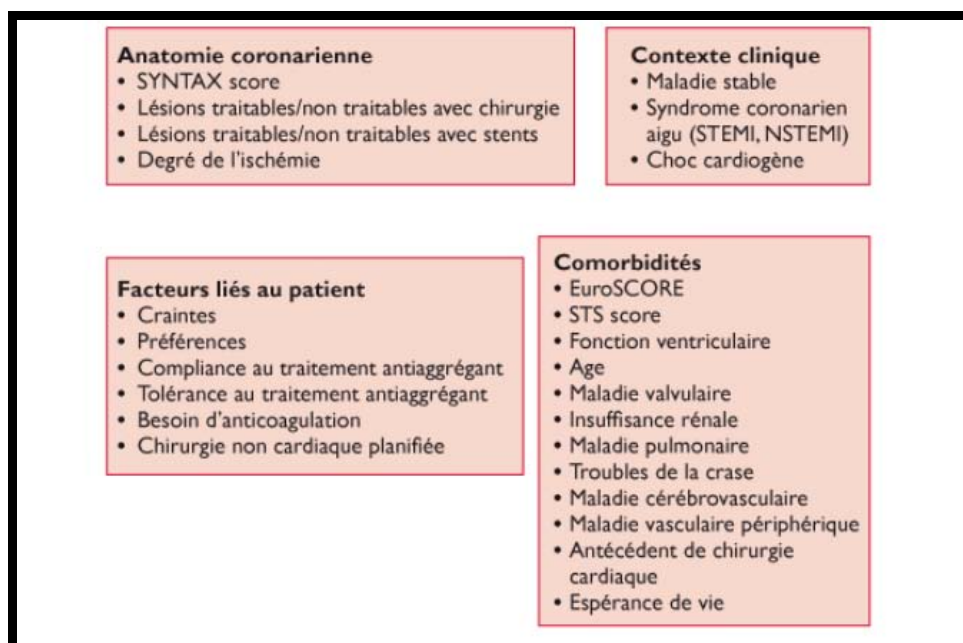 Anatomie coronarienne
• SYNTAX score
• Lésions traitables/non traitables avec chirurgie
• Lésions traitables/non traitables avec stents
• Degré de l'ischémie
Contexte clinique
• Maladie stable
• Syndrome coronarien
aigu (STEMI, NSTEMI)
• Choc cardiogène
Facteurs liés au patient
• Craintes
• Préférences
• Compliance au traitement antiaggrégant
• Tolérance au traitement antiaggrégant
• Besoin d'anticoagulation
• Chirurgie non cardiaque planifiée
Comorbidités
• EuroSCORE
• STS score
• Fonction ventriculaire
• Age
• Maladie valvulaire
• Insuffisance rénale
• Maladie pulmonaire
• Troubles de la crase
• Maladie cérébrovasculaire
• Maladie vasculaire périphérique
• Antécédent de chirurgie
cardiaque
• Espérance de vie